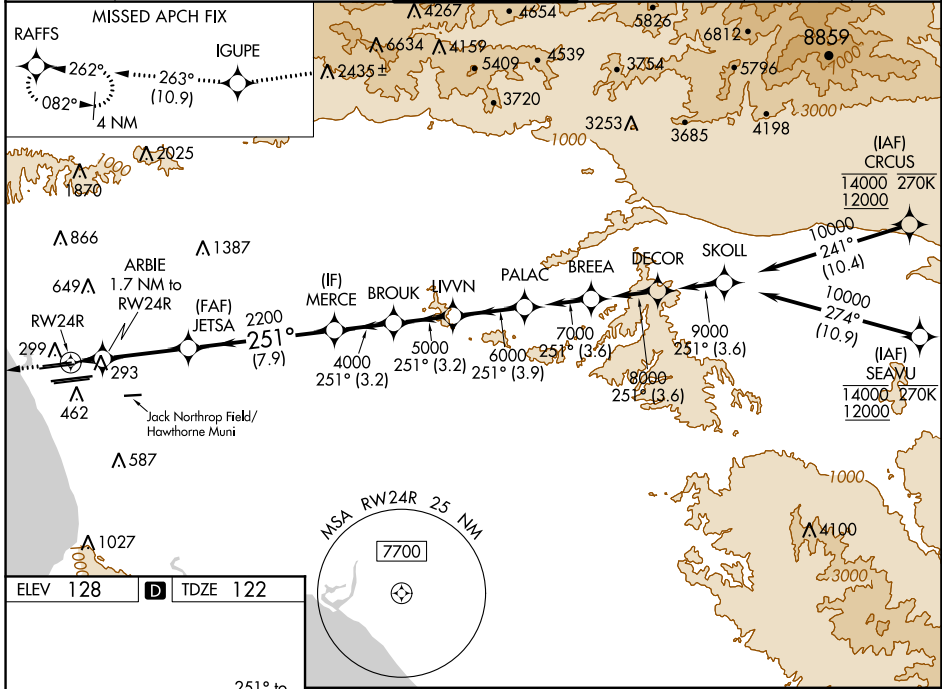 MISSED APCH FIX
RAFFS
IGUPE
262°
263°
(10.9)
082°
4 NM
4267
4654
5826
6812
8859
6634
4159
4539
2435±
5409
3754
5796
1000
3720
3000
3253
3685
4198
1000
2025
1000
1870
(IAF)
CRCUS
14000 270K
12000
866
1387
649
ARBIE
1.7 NM to
RW24R
(FAF)
JETSA
(IF)
MERCE
BROUK
LIVVN
PALAC
BREEA
DECOR
SKOLL
10000
241°
(10.4)
10000
274°
(10.9)
RW24R
299
293
462
2200
251°
(7.9)
4000
251° (3.2)
5000
251° (3.2)
6000
251° (3.9)
7000
251° (3.6)
8000
251° (3.6)
9000
251° (3.6)
(IAF)
SEAVU
14000 270K
12000
Jack Northrop Field/
Hawthorne Muni
587
1027
1000
MSA RW24R 25 NM
7700
4100
3000
ELEV 128 D TDZE 122
251° to